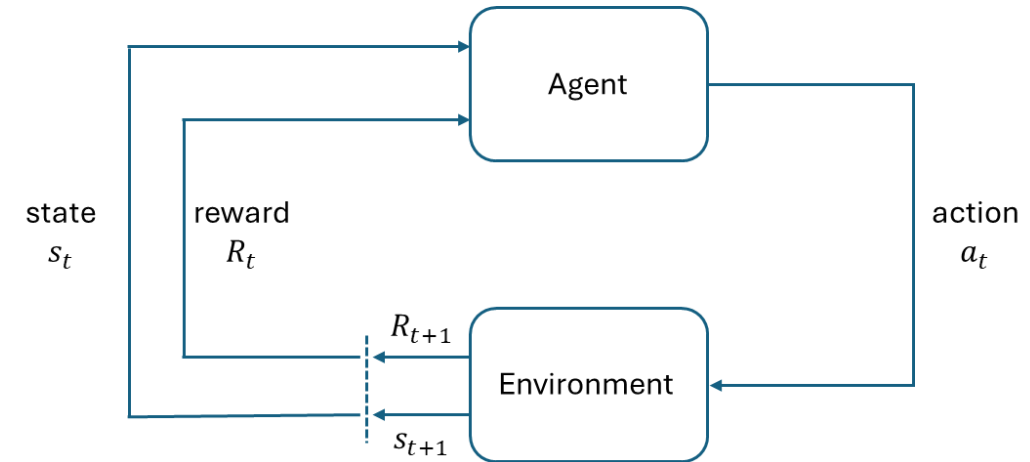 Agent
state
$s_t$
reward
$R_t$
action
$a_t$
$R_{t+1}$
Environment
$s_{t+1}$